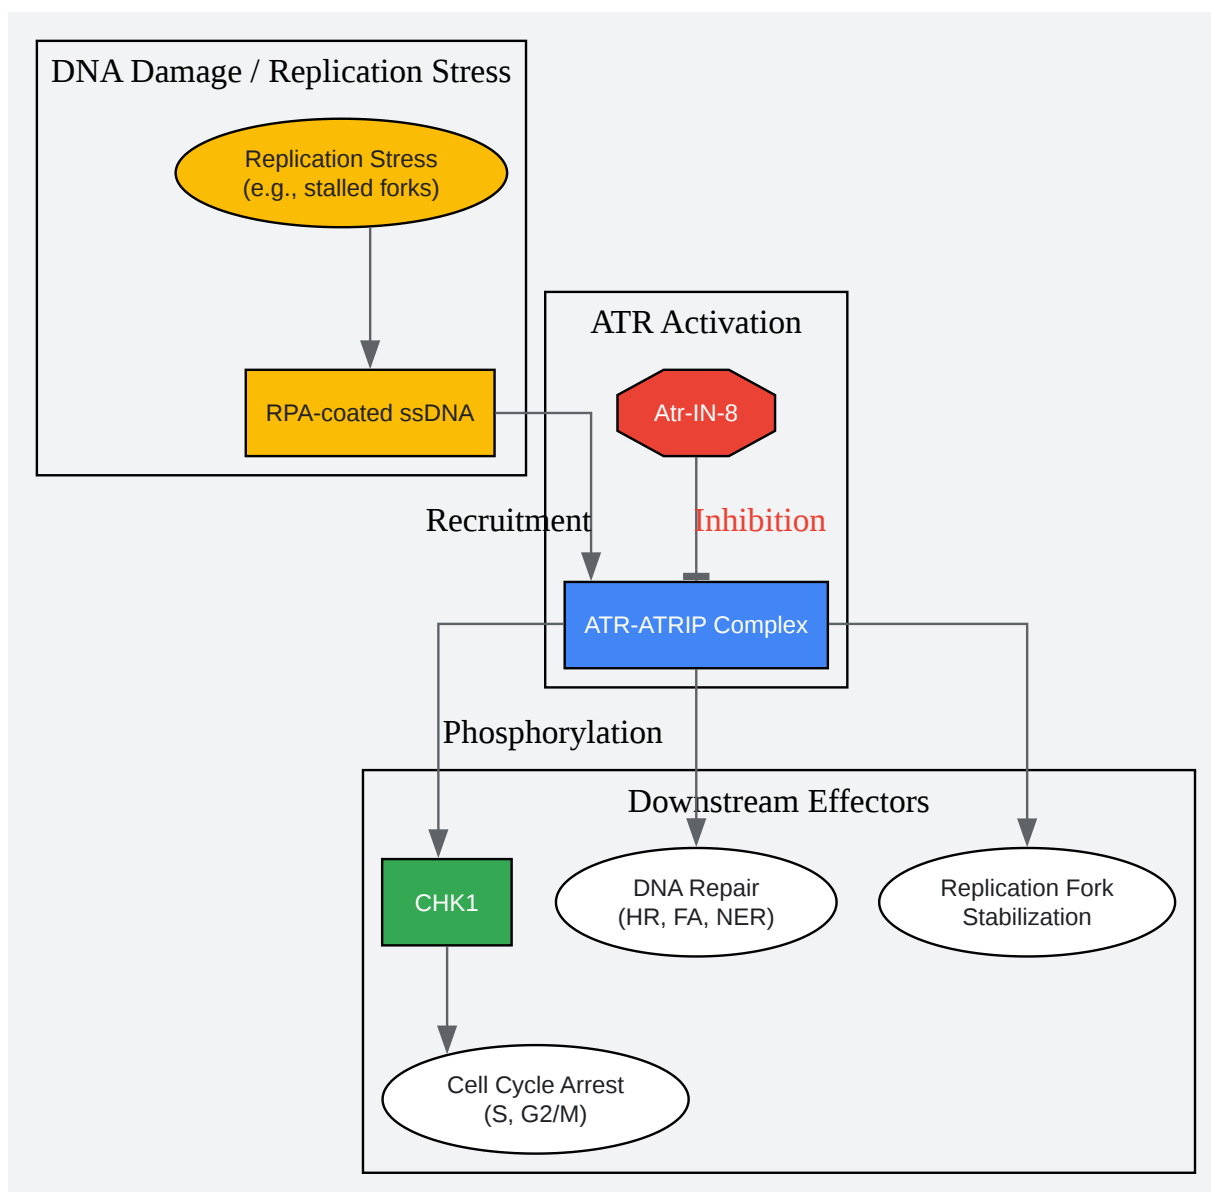 DNA Damage / Replication Stress
Replication Stress
(e.g., stalled forks)
RPA-coated ssDNA
ATR Activation
Atr-IN-8
Recruitment
Inhibition
ATR-ATRIP Complex
Phosphorylation
Downstream Effectors
CHK1
DNA Repair
(HR, FA, NER)
Replication Fork
Stabilization
Cell Cycle Arrest
(S, G2/M)